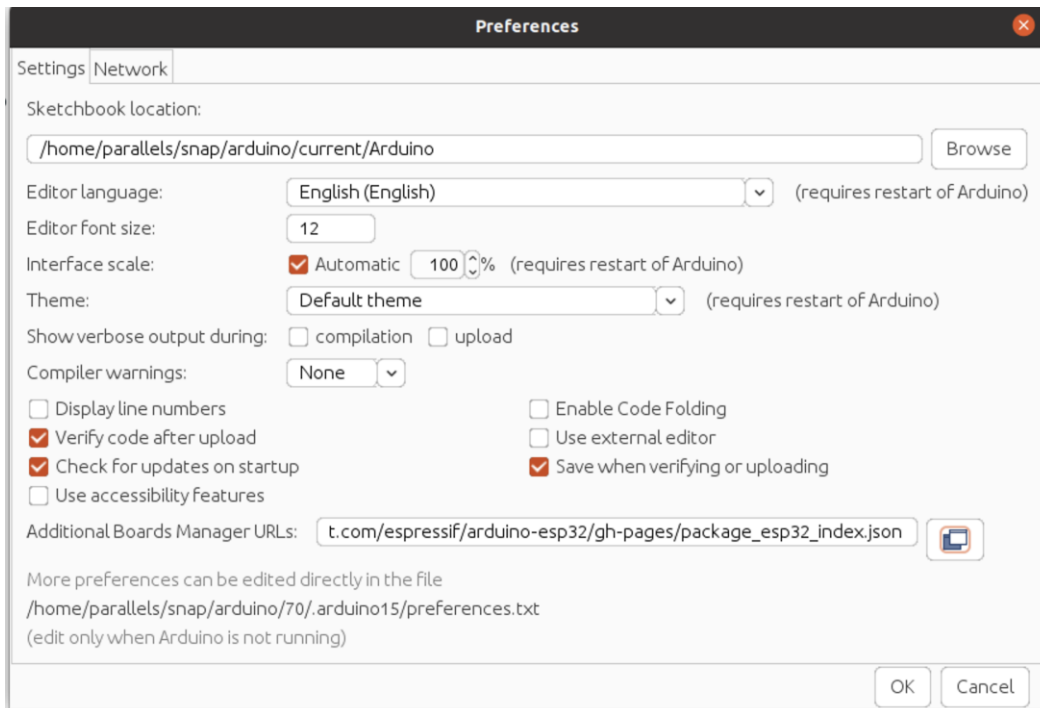 Preferences
Settings Network
Sketchbook location:
/home/parallels/snap/arduino/current/Arduino Browse
Editor language: English (English) (requires restart of Arduino)
Editor font size: 12
Interface scale: Automatic 100 % (requires restart of Arduino)
Theme: Default theme (requires restart of Arduino)
Show verbose output during: compilation upload
Compiler warnings: None
Display line numbers Enable Code Folding
Verify code after upload Use external editor
Check for updates on startup Save when verifying or uploading
Use accessibility features
Additional Boards Manager URLs: t.com/espressif/arduino-esp32/gh-pages/package_esp32_index.json
More preferences can be edited directly in the file
/home/parallels/snap/arduino/70/.arduino15/preferences.txt
(edit only when Arduino is not running)
OK Cancel